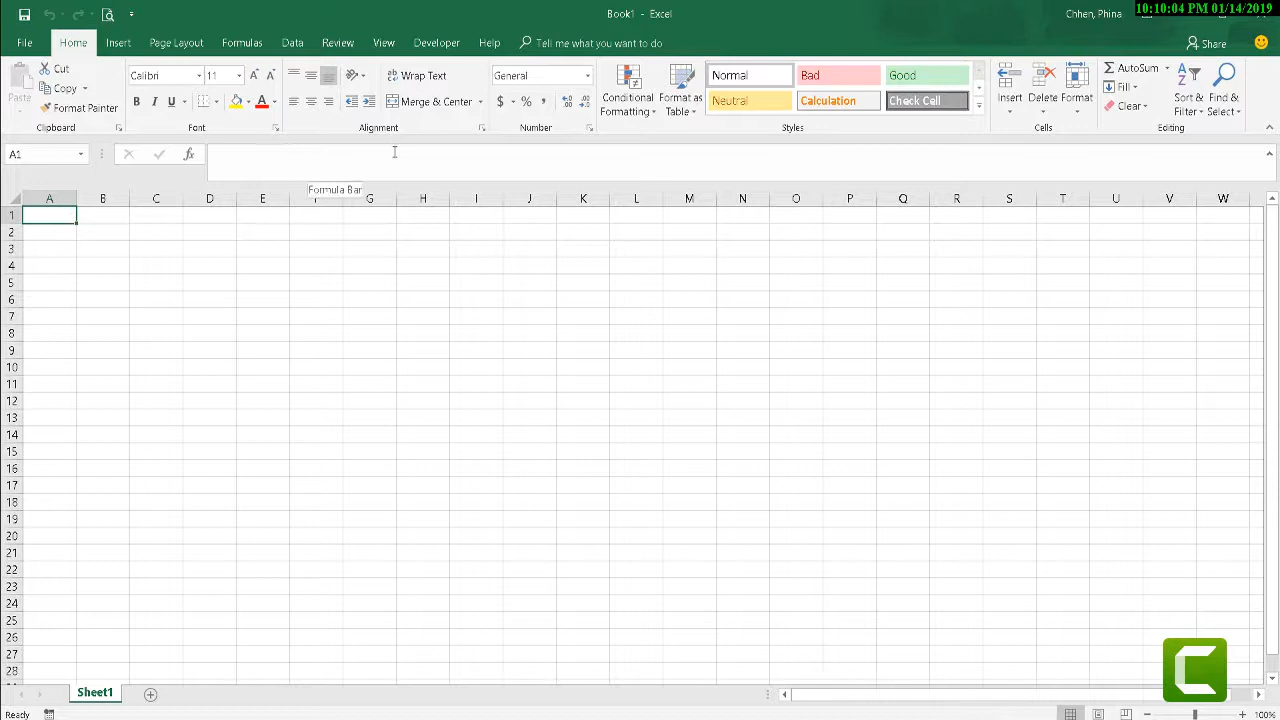 10:10:04 PM 01/14/2019
Book1 - Excel
Chhen, Phina
File Home Insert Page Layout Formulas Data Review View Developer Help Tell me what you want to do Share
Paste Cut Copy Format Painter
Clipboard
Calibri 11
B I U
Font
Wrap Text
Merge & Center
Alignment
General
$ % ,
Number
Conditional Formatting
Format as Table
Normal Bad Good
Neutral Calculation Check Cell
Styles
Insert Delete Format
Cells
AutoSum
Fill
Clear
Sort & Filter
Find & Select
Editing
A1 fx
Formula Bar
A B C D E F G H I J K L M N O P Q R S T U V W
1
2
3
4
5
6
7
8
9
10
11
12
13
14
15
16
17
18
19
20
21
22
23
24
25
26
27
28
Sheet1
Ready 100%